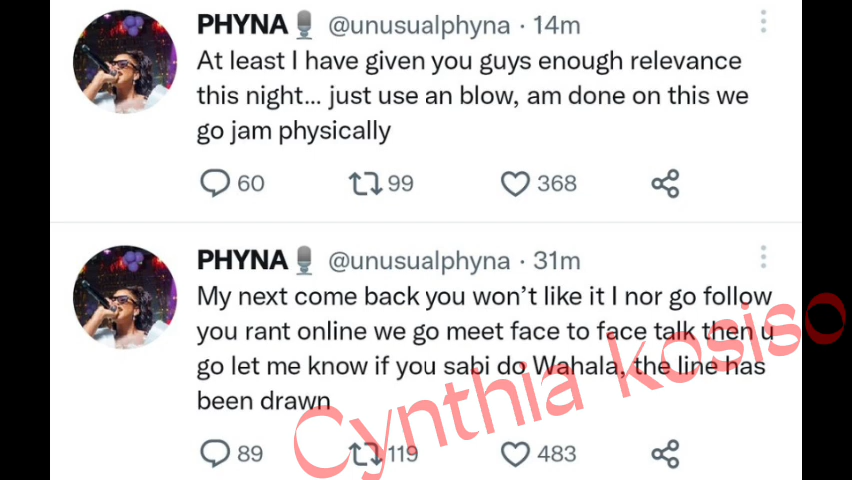 PHYNA🎙️ @unusualphyna · 14m
At least I have given you guys enough relevance
this night... just use an blow, am done on this we
go jam physically
60 99 368
PHYNA🎙️ @unusualphyna · 31m
My next come back you won't like it I nor go follow
you rant online we go meet face to face talk then u
go let me know if you sabi do Wahala, the line has
been drawn
89 119 483
Cynthia kosiso